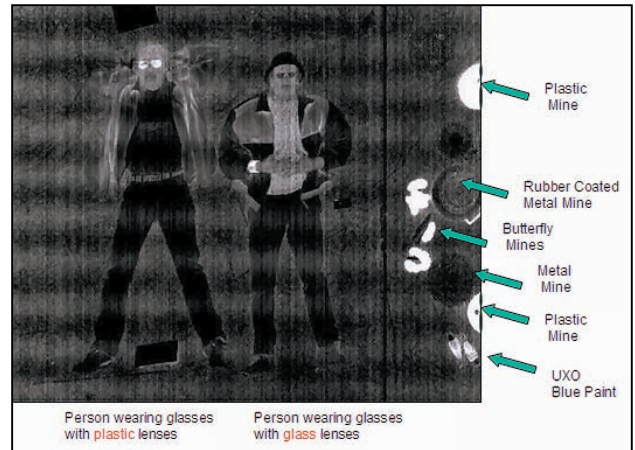 Plastic
Mine
Rubber Coated
Metal Mine
Butterfly
Mines
Metal
Mine
Plastic
Mine
UXO
Blue Paint
Person wearing glasses
with plastic lenses
Person wearing glasses
with glass lenses